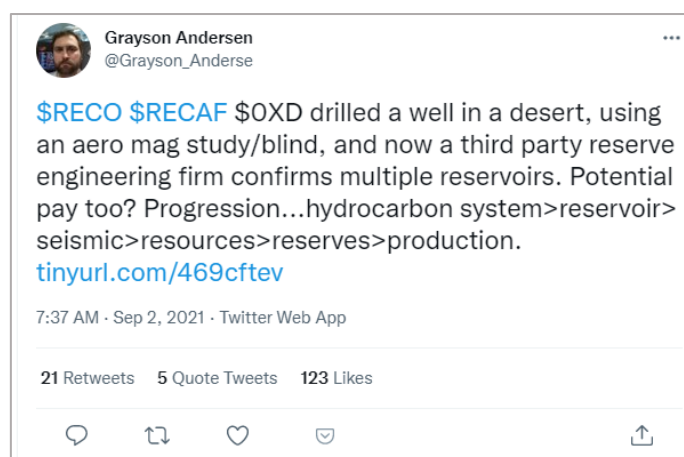 Grayson Andersen
@Grayson_Anderse
$RECO $RECAF $0XD drilled a well in a desert, using
an aero mag study/blind, and now a third party reserve
engineering firm confirms multiple reservoirs. Potential
pay too? Progression...hydrocarbon system>reservoir>
seismic>resources>reserves>production.
tinyurl.com/469cftev
7:37 AM · Sep 2, 2021 · Twitter Web App
21 Retweets 5 Quote Tweets 123 Likes